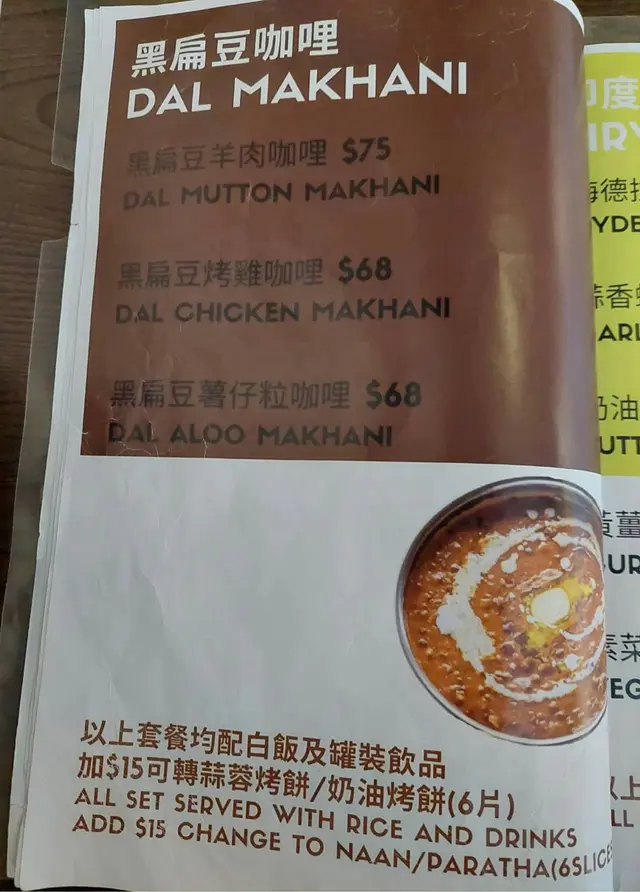 黑扁豆咖哩
DAL MAKHANI
黑扁豆羊肉咖哩 $75
DAL MUTTON MAKHANI
黑扁豆烤雞咖哩 $68
DAL CHICKEN MAKHANI
黑扁豆薯仔粒咖哩 $68
DAL ALOO MAKHANI
以上套餐均配白飯及罐裝飲品
加$15可轉蒜蓉烤餅/奶油烤餅(6片)
ALL SET SERVED WITH RICE AND DRINKS
ADD $15 CHANGE TO NAAN/PARATHA(6SLICES